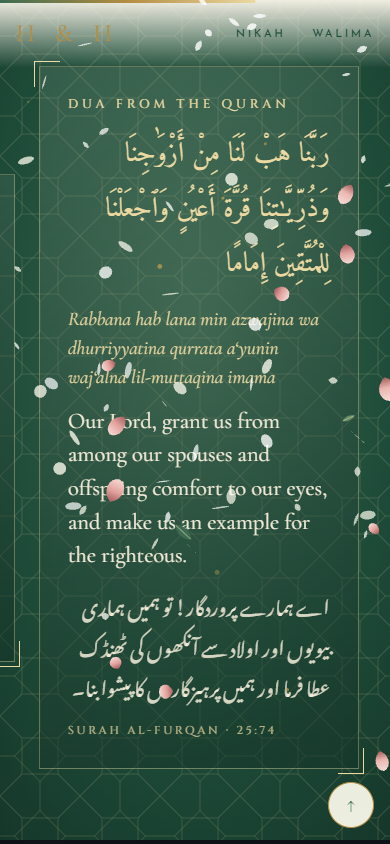 H & H
NIKAH WALIMA
DUA FROM THE QURAN
رَبَّنَا هَبْ لَنَا مِنْ أَزْوَٰجِنَا
وَذُرِّيَّـٰتِنَا قُرَّةَ أَعْيُنٍ وَٱجْعَلْنَا
لِلْمُتَّقِينَ إِمَامًا
Rabbana hab lana min azwajina wa
dhurriyyatina qurrata a‘yunin
waj‘alna lil-muttaqina imama
Our Lord, grant us from
among our spouses and
offspring comfort to our eyes,
and make us an example for
the righteous.
اے ہمارے پروردگار! تو ہمیں ہماری
بیویوں اور اولاد سے آنکھوں کی ٹھنڈک
عطا فرما اور ہمیں پرہیزگاروں کا پیشوا بنا۔
SURAH AL-FURQAN · 25:74
↑